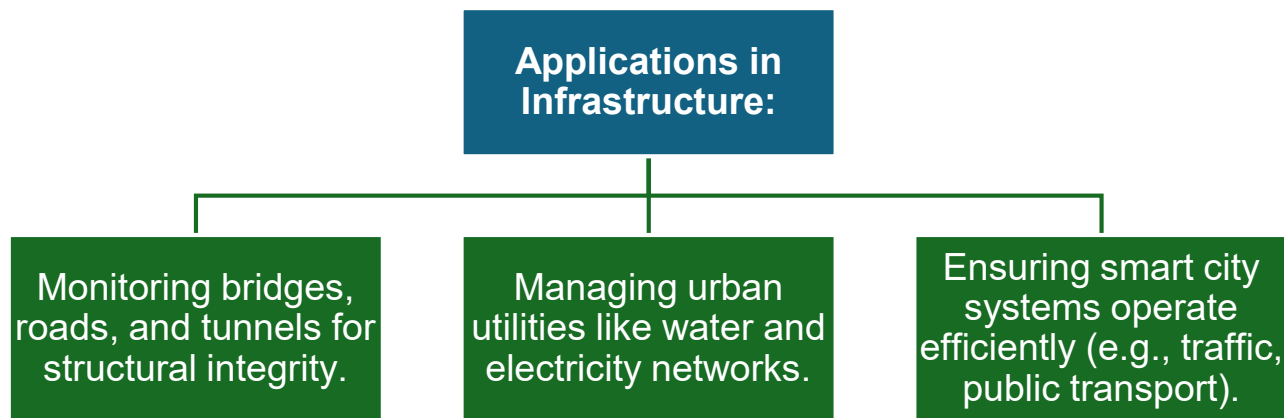 Applications in
Infrastructure:
Monitoring bridges,
roads, and tunnels for
structural integrity.
Managing urban
utilities like water and
electricity networks.
Ensuring smart city
systems operate
efficiently (e.g., traffic,
public transport).